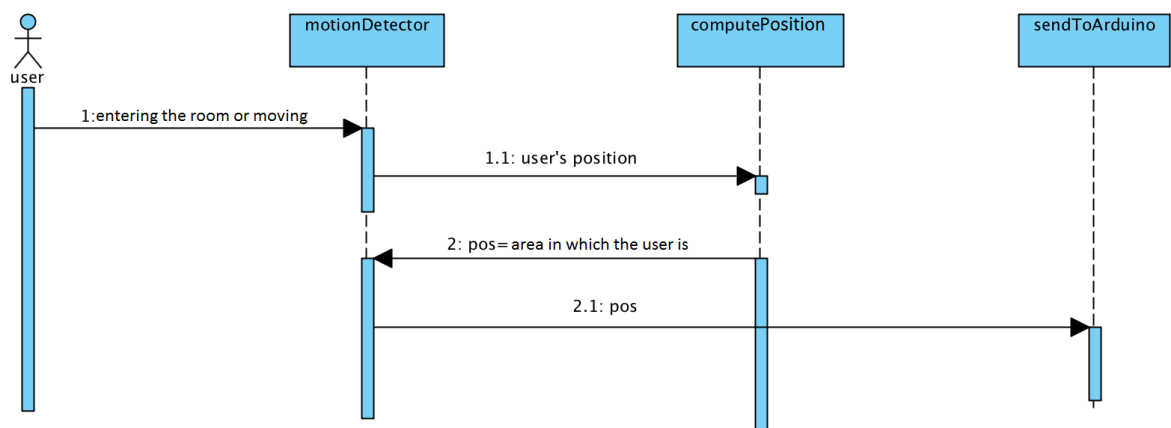 motionDetector
computePosition
sendToArduino
user
1:entering the room or moving
1.1: user's position
2: pos=area in which the user is
2.1: pos